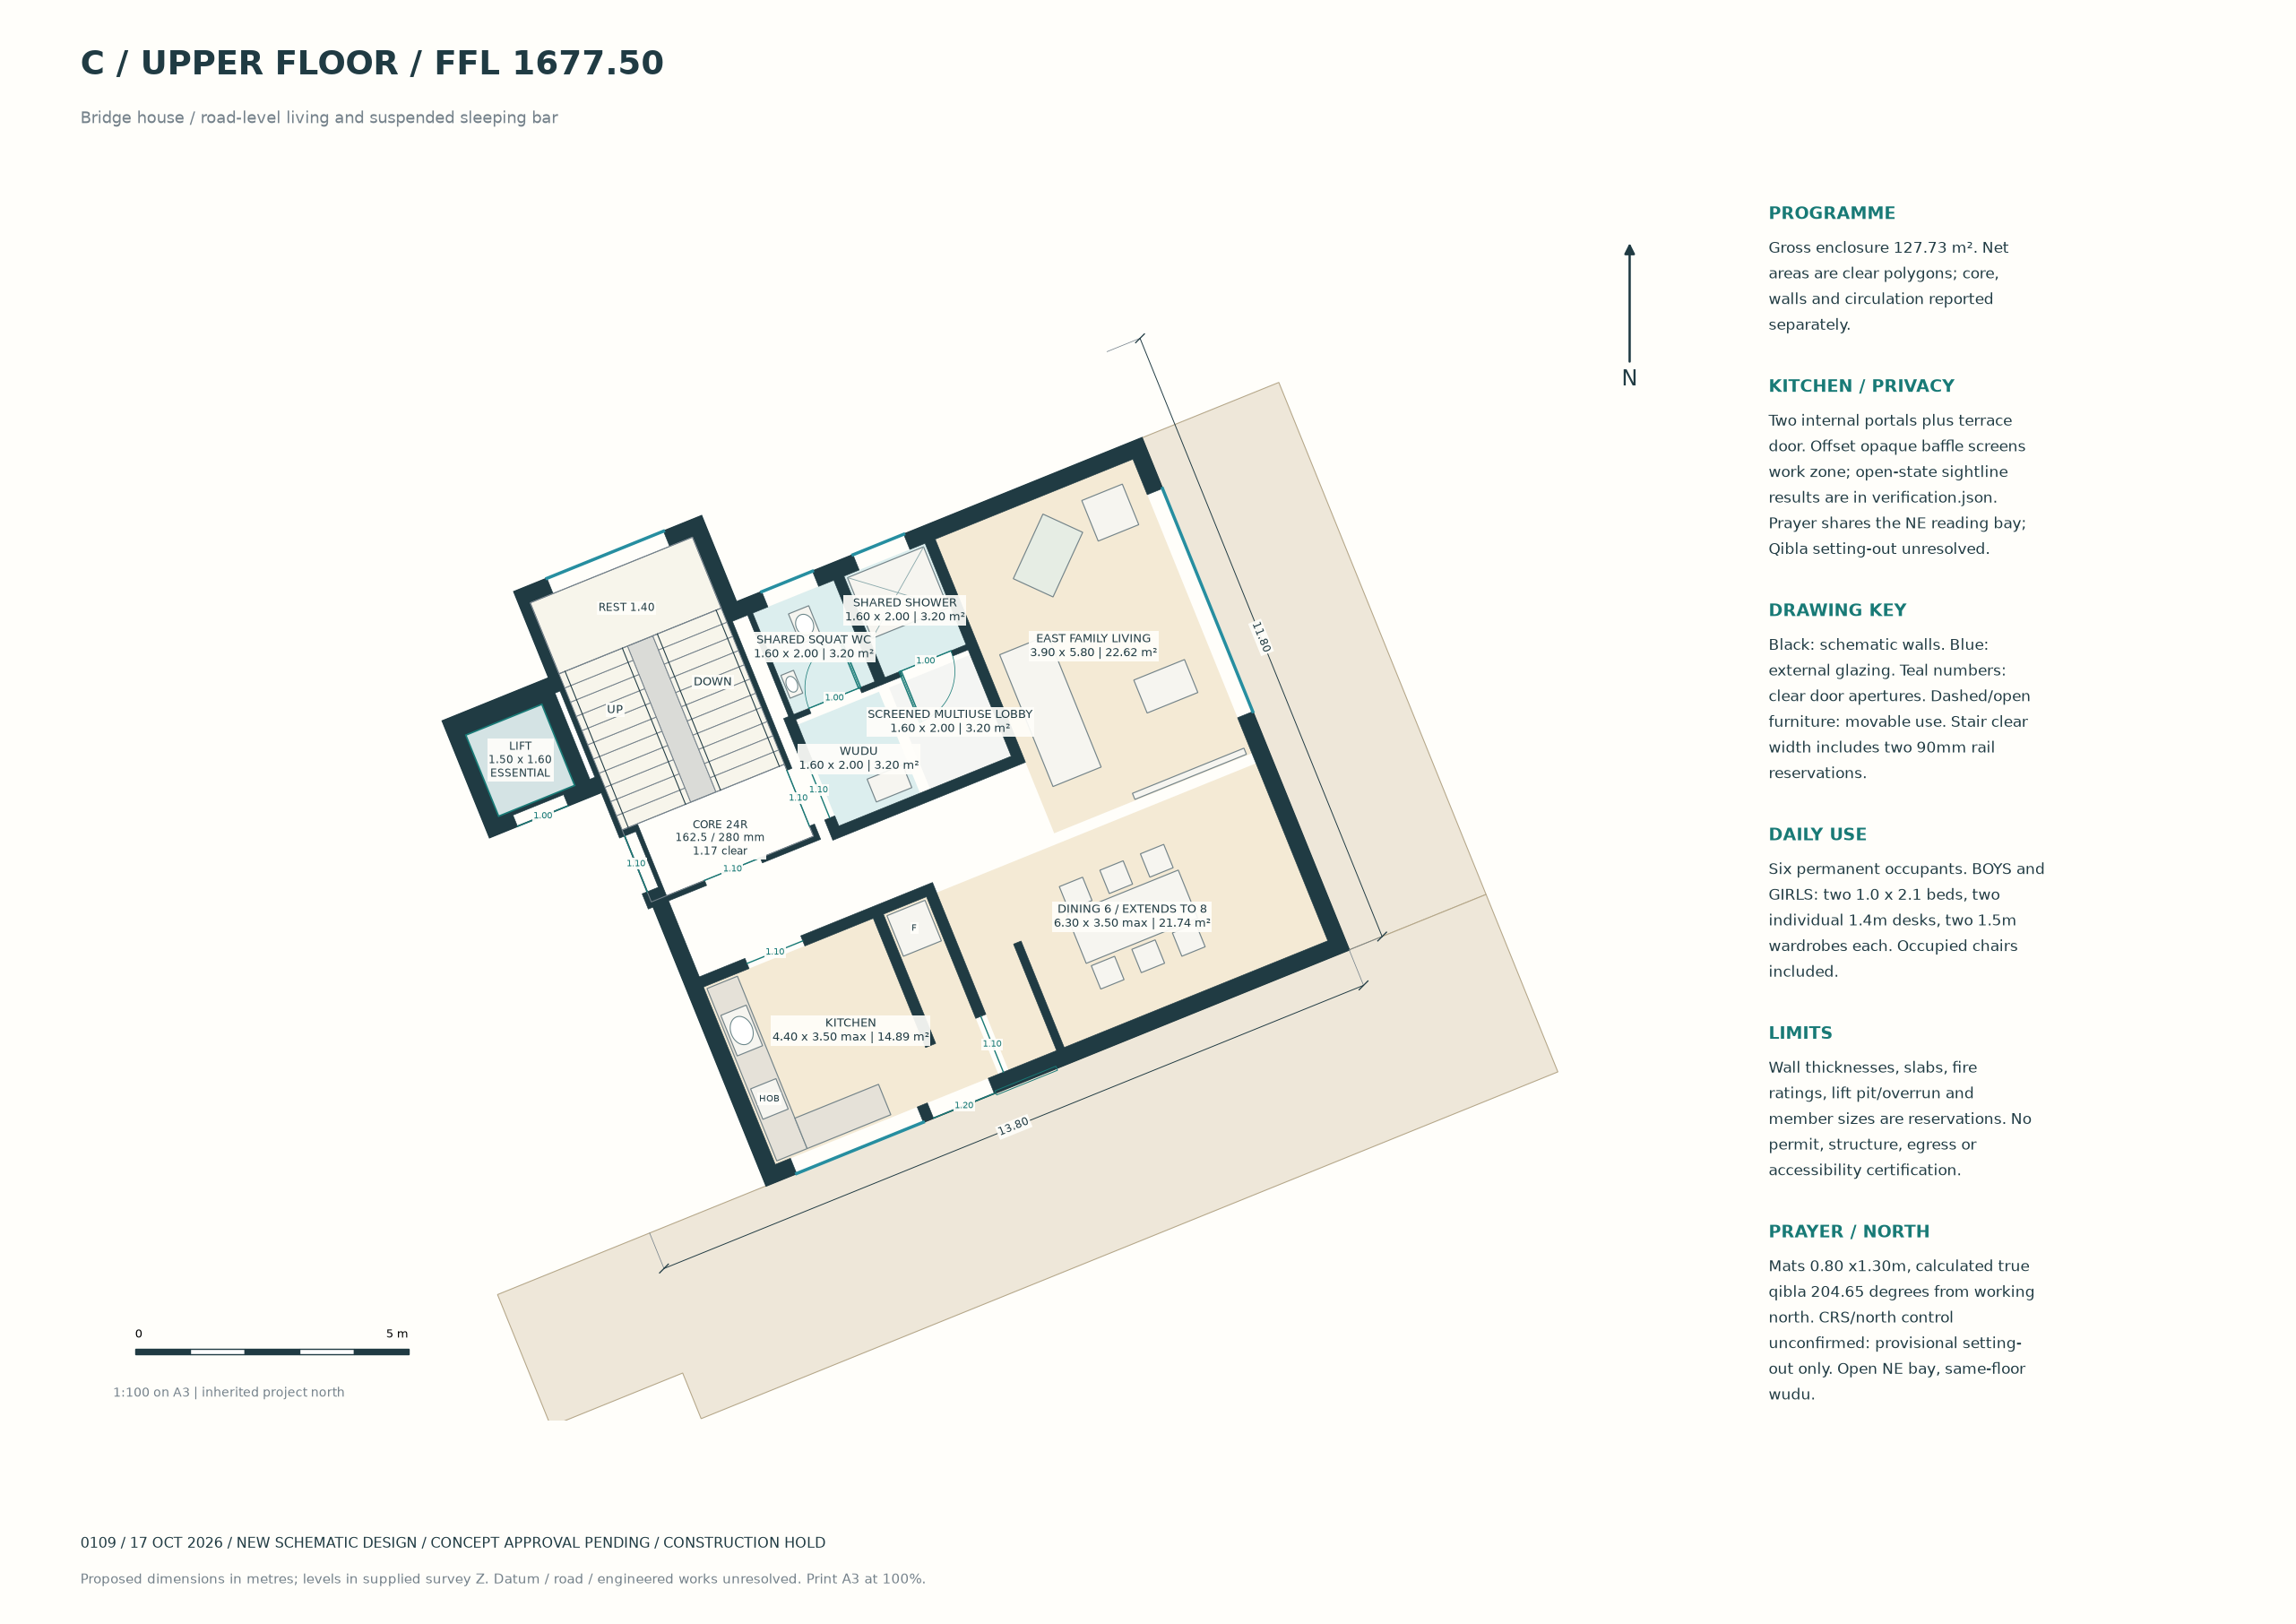 C / UPPER FLOOR / FFL 1677.50
Bridge house / road-level living and suspended sleeping bar
N
11.80
REST 1.40
SHARED SHOWER
1.60 x 2.00 | 3.20 m²
SHARED SQUAT WC
1.60 x 2.00 | 3.20 m²
EAST FAMILY LIVING
3.90 x 5.80 | 22.62 m²
1.00
DOWN
1.00
UP
SCREENED MULTIUSE LOBBY
1.60 x 2.00 | 3.20 m²
LIFT
1.50 x 1.60
ESSENTIAL
WUDU
1.60 x 2.00 | 3.20 m²
1.10
1.10
1.00
CORE 24R
162.5 / 280 mm
1.17 clear
1.10
1.10
DINING 6 / EXTENDS TO 8
6.30 x 3.50 max | 21.74 m²
F
1.10
KITCHEN
4.40 x 3.50 max | 14.89 m²
1.10
HOB
1.20
13.80
0
5 m
1:100 on A3 | inherited project north
PROGRAMME
Gross enclosure 127.73 m². Net
areas are clear polygons; core,
walls and circulation reported
separately.
KITCHEN / PRIVACY
Two internal portals plus terrace
door. Offset opaque baffle screens
work zone; open-state sightline
results are in verification.json.
Prayer shares the NE reading bay;
Qibla setting-out unresolved.
DRAWING KEY
Black: schematic walls. Blue:
external glazing. Teal numbers:
clear door apertures. Dashed/open
furniture: movable use. Stair clear
width includes two 90mm rail
reservations.
DAILY USE
Six permanent occupants. BOYS and
GIRLS: two 1.0 x 2.1 beds, two
individual 1.4m desks, two 1.5m
wardrobes each. Occupied chairs
included.
LIMITS
Wall thicknesses, slabs, fire
ratings, lift pit/overrun and
member sizes are reservations. No
permit, structure, egress or
accessibility certification.
PRAYER / NORTH
Mats 0.80 x1.30m, calculated true
qibla 204.65 degrees from working
north. CRS/north control
unconfirmed: provisional setting-
out only. Open NE bay, same-floor
wudu.
0109 / 17 OCT 2026 / NEW SCHEMATIC DESIGN / CONCEPT APPROVAL PENDING / CONSTRUCTION HOLD
Proposed dimensions in metres; levels in supplied survey Z. Datum / road / engineered works unresolved. Print A3 at 100%.